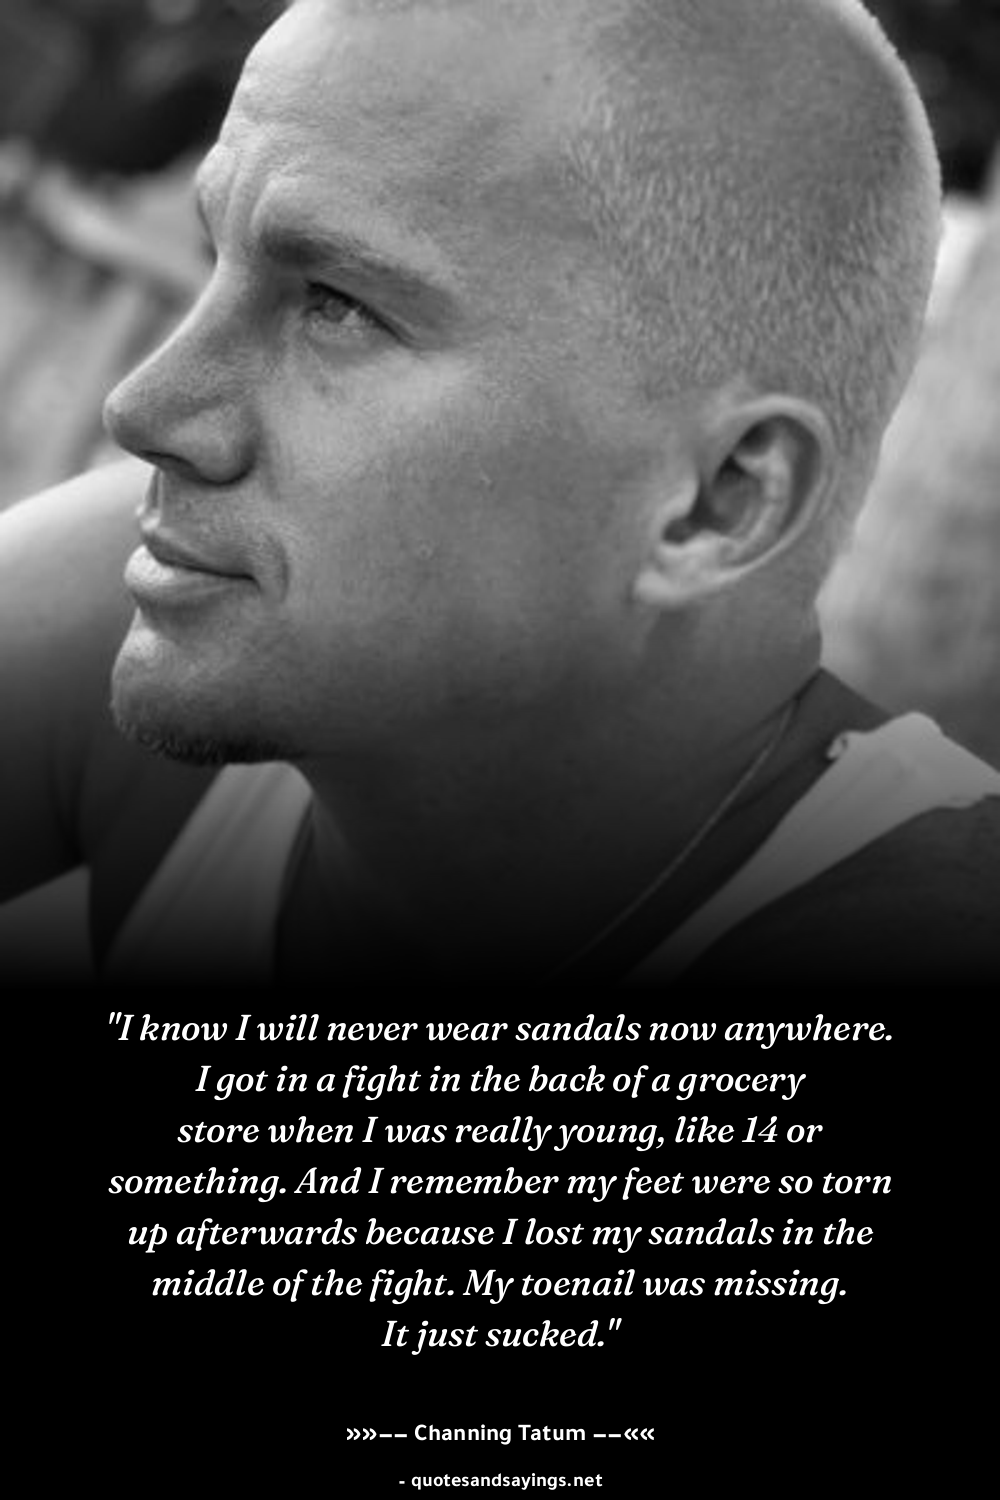 "I know I will never wear sandals now anywhere.
I got in a fight in the back of a grocery
store when I was really young, like 14 or
something. And I remember my feet were so torn
up afterwards because I lost my sandals in the
middle of the fight. My toenail was missing.
It just sucked."
»»–– Channing Tatum ––««
- quotesandsayings.net